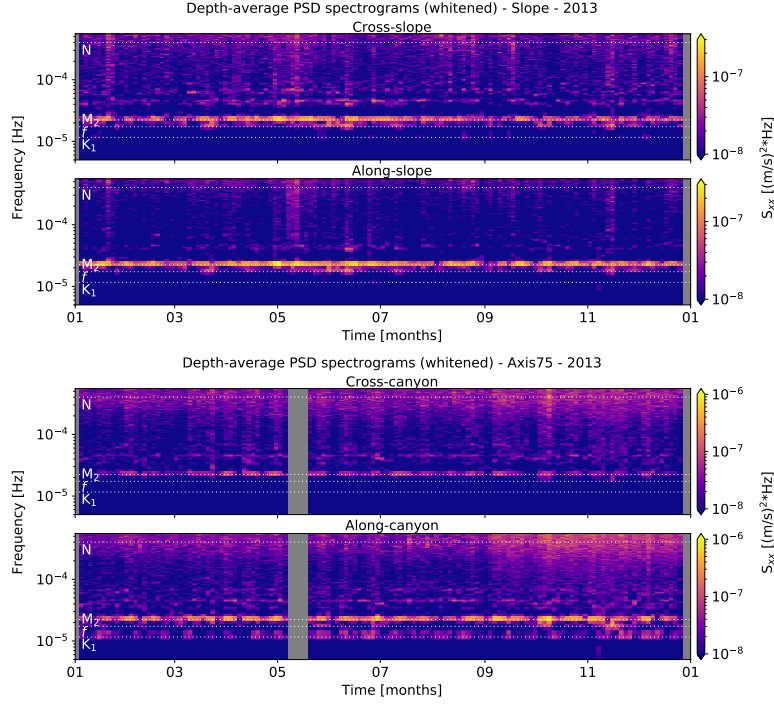 Depth-average PSD spectrograms (whitened) - Slope - 2013
Cross-slope
N
M₂
f
K₁
10⁻⁴
10⁻⁵
10⁻⁷
10⁻⁸
Along-slope
N
M₂
f
K₁
10⁻⁴
10⁻⁵
10⁻⁷
10⁻⁸
Frequency [Hz]
Sₓₓ [(m/s)²*Hz]
01 03 05 07 09 11 01
Time [months]
Depth-average PSD spectrograms (whitened) - Axis75 - 2013
Cross-canyon
N
M₂
f
K₁
10⁻⁴
10⁻⁵
10⁻⁶
10⁻⁷
10⁻⁸
Along-canyon
N
M₂
f
K₁
10⁻⁴
10⁻⁵
10⁻⁶
10⁻⁷
10⁻⁸
Frequency [Hz]
Sₓₓ [(m/s)²*Hz]
01 03 05 07 09 11 01
Time [months]